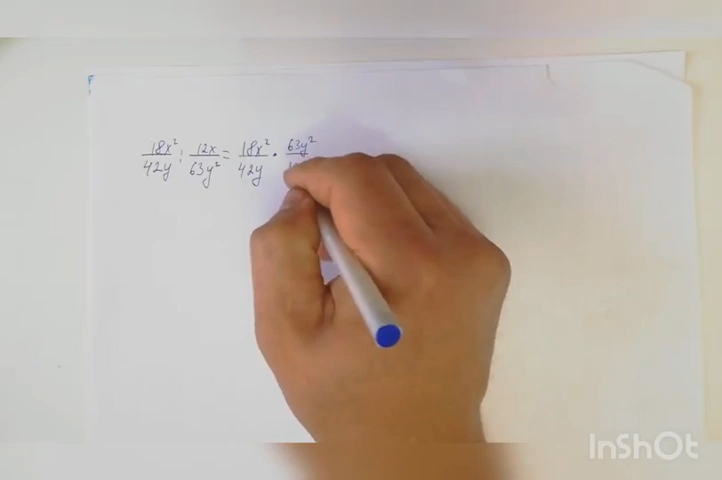 18x²/42y : 12x/63y² = 18x²/42y · 63y²/
InShOt